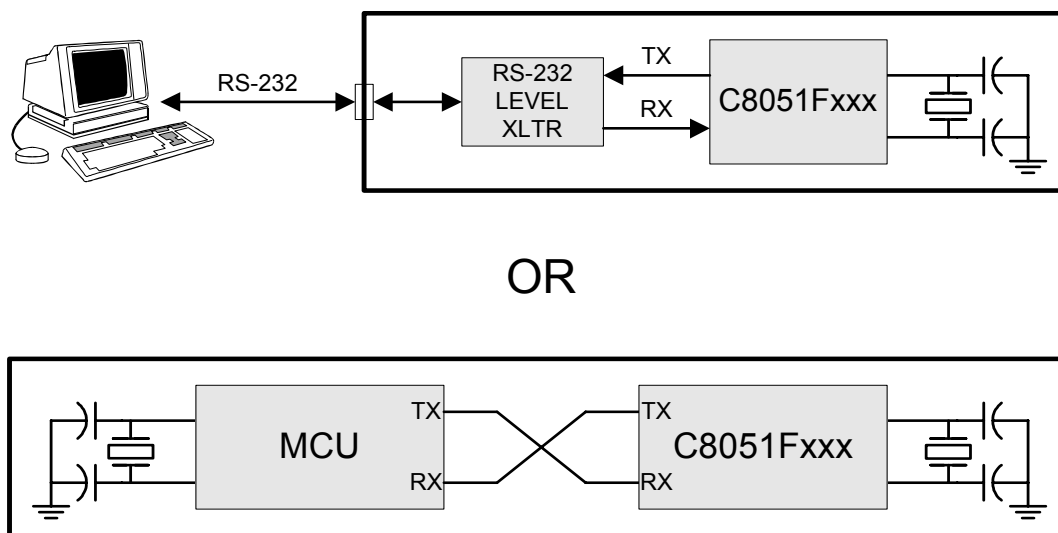 RS-232
RS-232
LEVEL
XLTR
TX
RX
C8051Fxxx
OR
MCU
TX
RX
TX
RX
C8051Fxxx